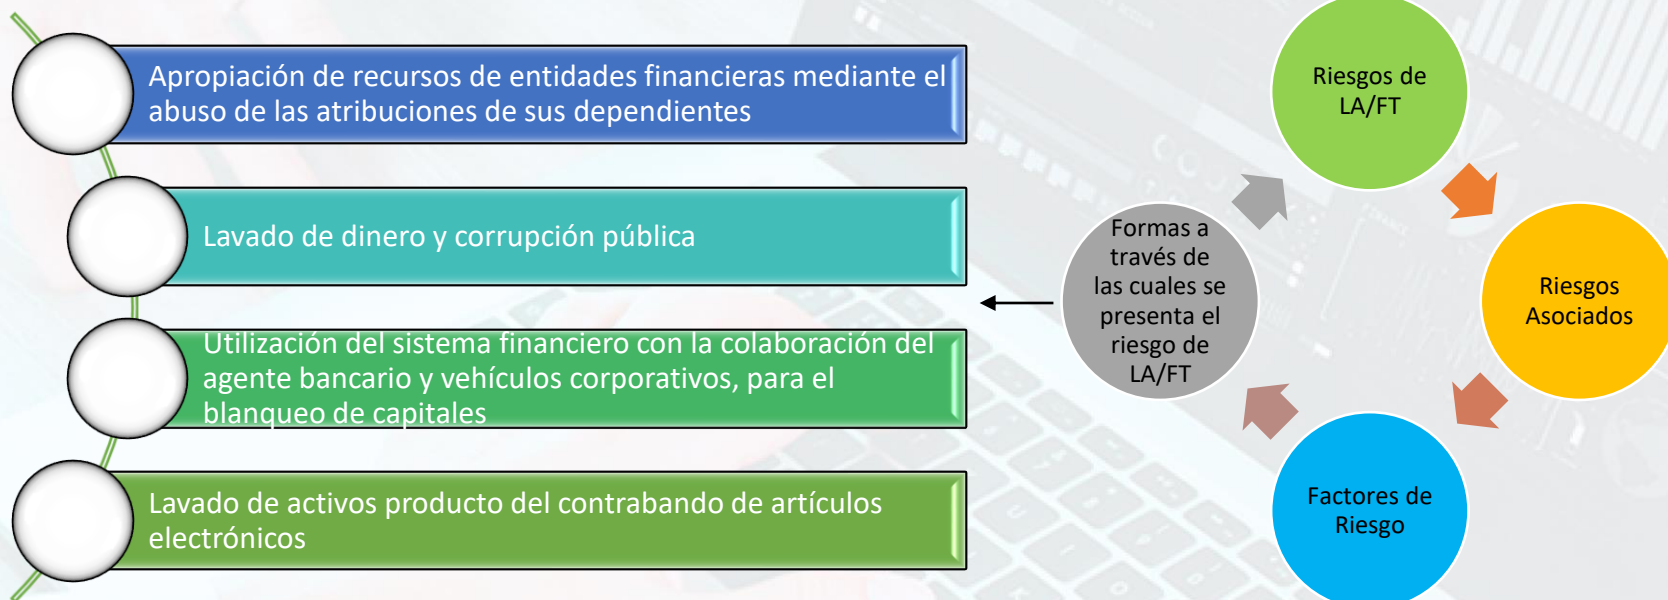 Apropiación de recursos de entidades financieras mediante el
abuso de las atribuciones de sus dependientes
Lavado de dinero y corrupción pública
Utilización del sistema financiero con la colaboración del
agente bancario y vehículos corporativos, para el
blanqueo de capitales
Lavado de activos producto del contrabando de artículos
electrónicos
Riesgos de
LA/FT
Riesgos
Asociados
Factores de
Riesgo
Formas a
través de
las cuales se
presenta el
riesgo de
LA/FT